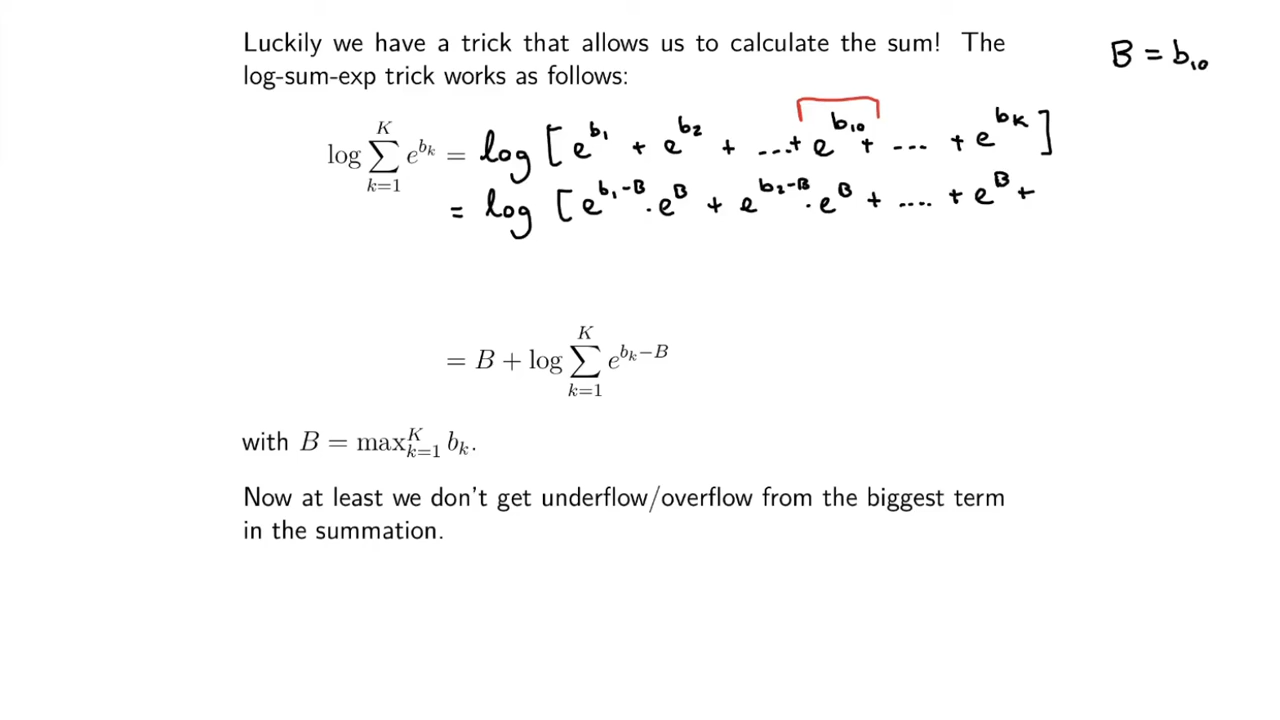 Luckily we have a trick that allows us to calculate the sum! The
B = b₁₀
log-sum-exp trick works as follows:
log ∑_{k=1}^{K} e^{b_k} = log [e^{b₁} + e^{b₂} + ...+ e^{b₁₀} + ... + e^{b_K}]
= log [e^{b₁-B} · e^{B} + e^{b₂-B} · e^{B} + .... + e^{B} +
= B + log ∑_{k=1}^{K} e^{b_k−B}
with B = max_{k=1}^{K} b_k.
Now at least we don't get underflow/overflow from the biggest term
in the summation.